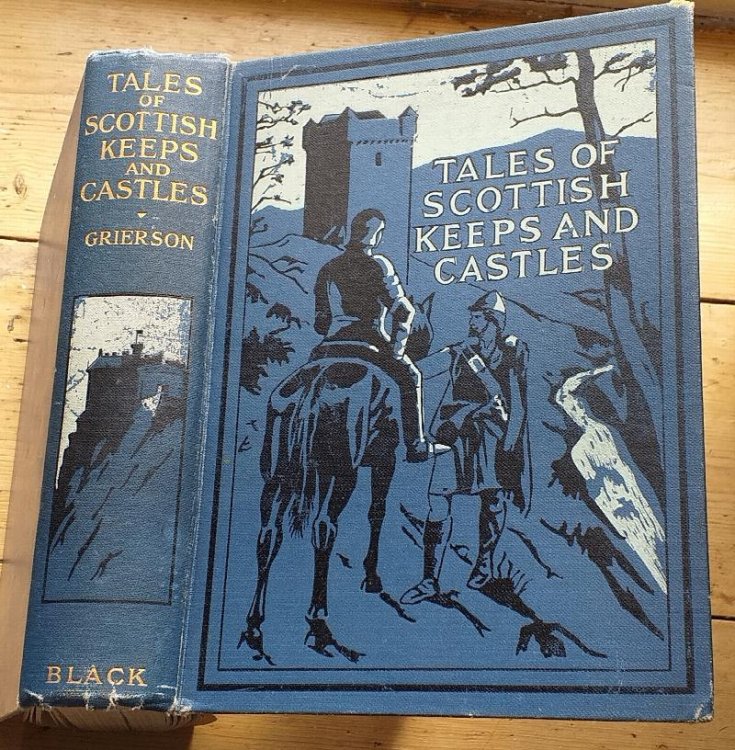 TALES
OF
SCOTTISH
KEEPS
AND
CASTLES
GRIERSON
BLACK
TALES OF
SCOTTISH
KEEPS AND
CASTLES